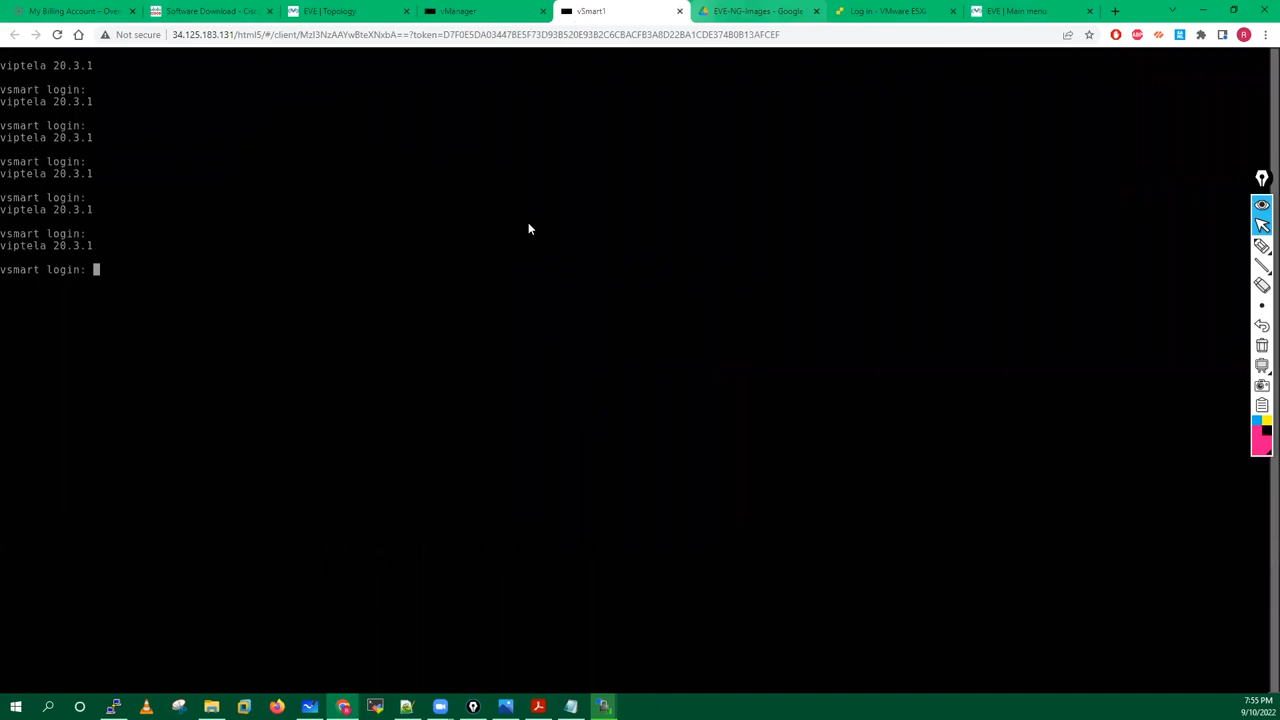 My Billing Account – Over
Software Download - Cisc
EVE | Topology
vManager
vSmart1
EVE-NG-Images - Google
Log in - VMware ESXi
EVE | Main menu
Not secure
34.125.183.131/html5/#/client/MzI3NzAAYwBteXNxbA==?token=D7F0E5DA03447BE5F73D93B520E93B2C6CBACFB3A8D22BA1CDE374B0B13AFCEF
R
viptela 20.3.1
vsmart login:
viptela 20.3.1
vsmart login:
viptela 20.3.1
vsmart login:
viptela 20.3.1
vsmart login:
viptela 20.3.1
vsmart login:
viptela 20.3.1
vsmart login:
7:55 PM
9/10/2022